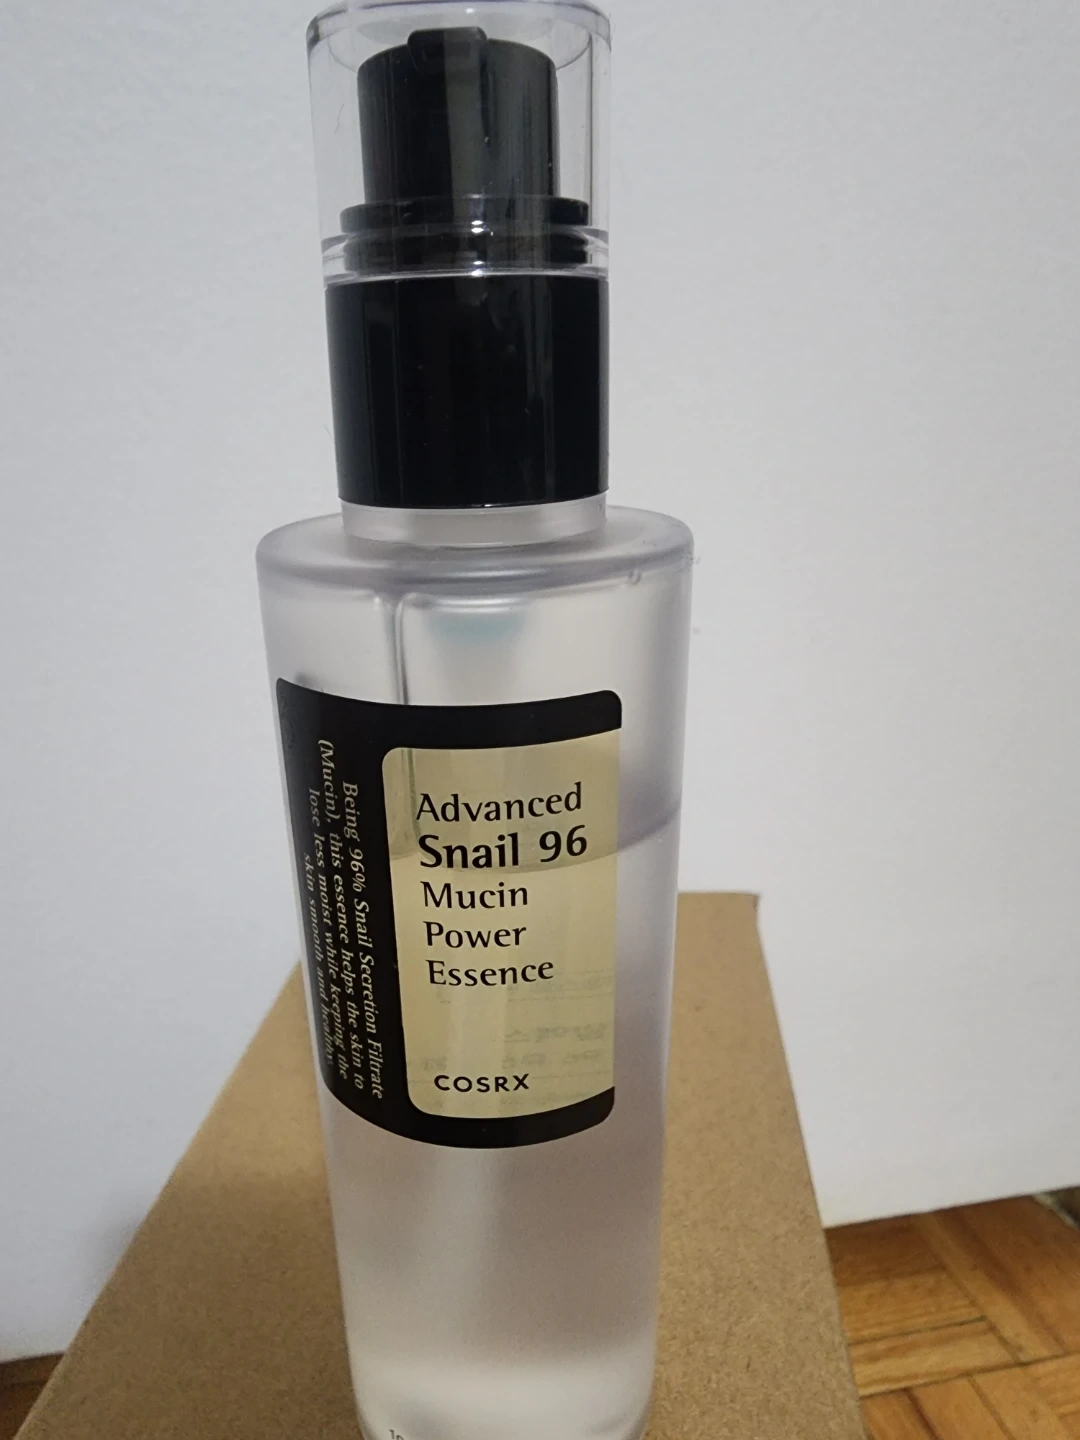 Advanced
Snail 96
Mucin
Power
Essence
COSRX
Being 96% Snail Secretion Filtrate
(Mucin), this essence helps the skin to
lose less moist while keeping the
skin smooth and healthy.